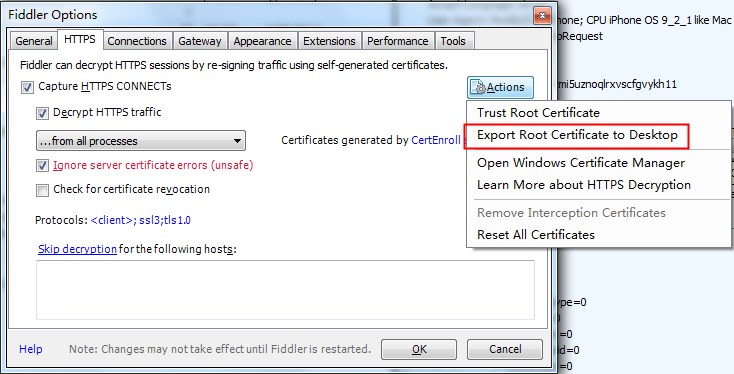 Fiddler Options
General HTTPS Connections Gateway Appearance Extensions Performance Tools
Fiddler can decrypt HTTPS sessions by re-signing traffic using self-generated certificates.
Capture HTTPS CONNECTs
Actions
Decrypt HTTPS traffic
...from all processes
Certificates generated by CertEnroll
Ignore server certificate errors (unsafe)
Check for certificate revocation
Protocols: <client>; ssl3;tls1.0
Skip decryption for the following hosts:
Help
Note: Changes may not take effect until Fiddler is restarted.
OK
Cancel
Trust Root Certificate
Export Root Certificate to Desktop
Open Windows Certificate Manager
Learn More about HTTPS Decryption
Remove Interception Certificates
Reset All Certificates
hone; CPU iPhone OS 9_2_1 like Mac
pRequest
mi5uznoqlrxvscfgvykh11
ype=0
0
=0
d=0
=0